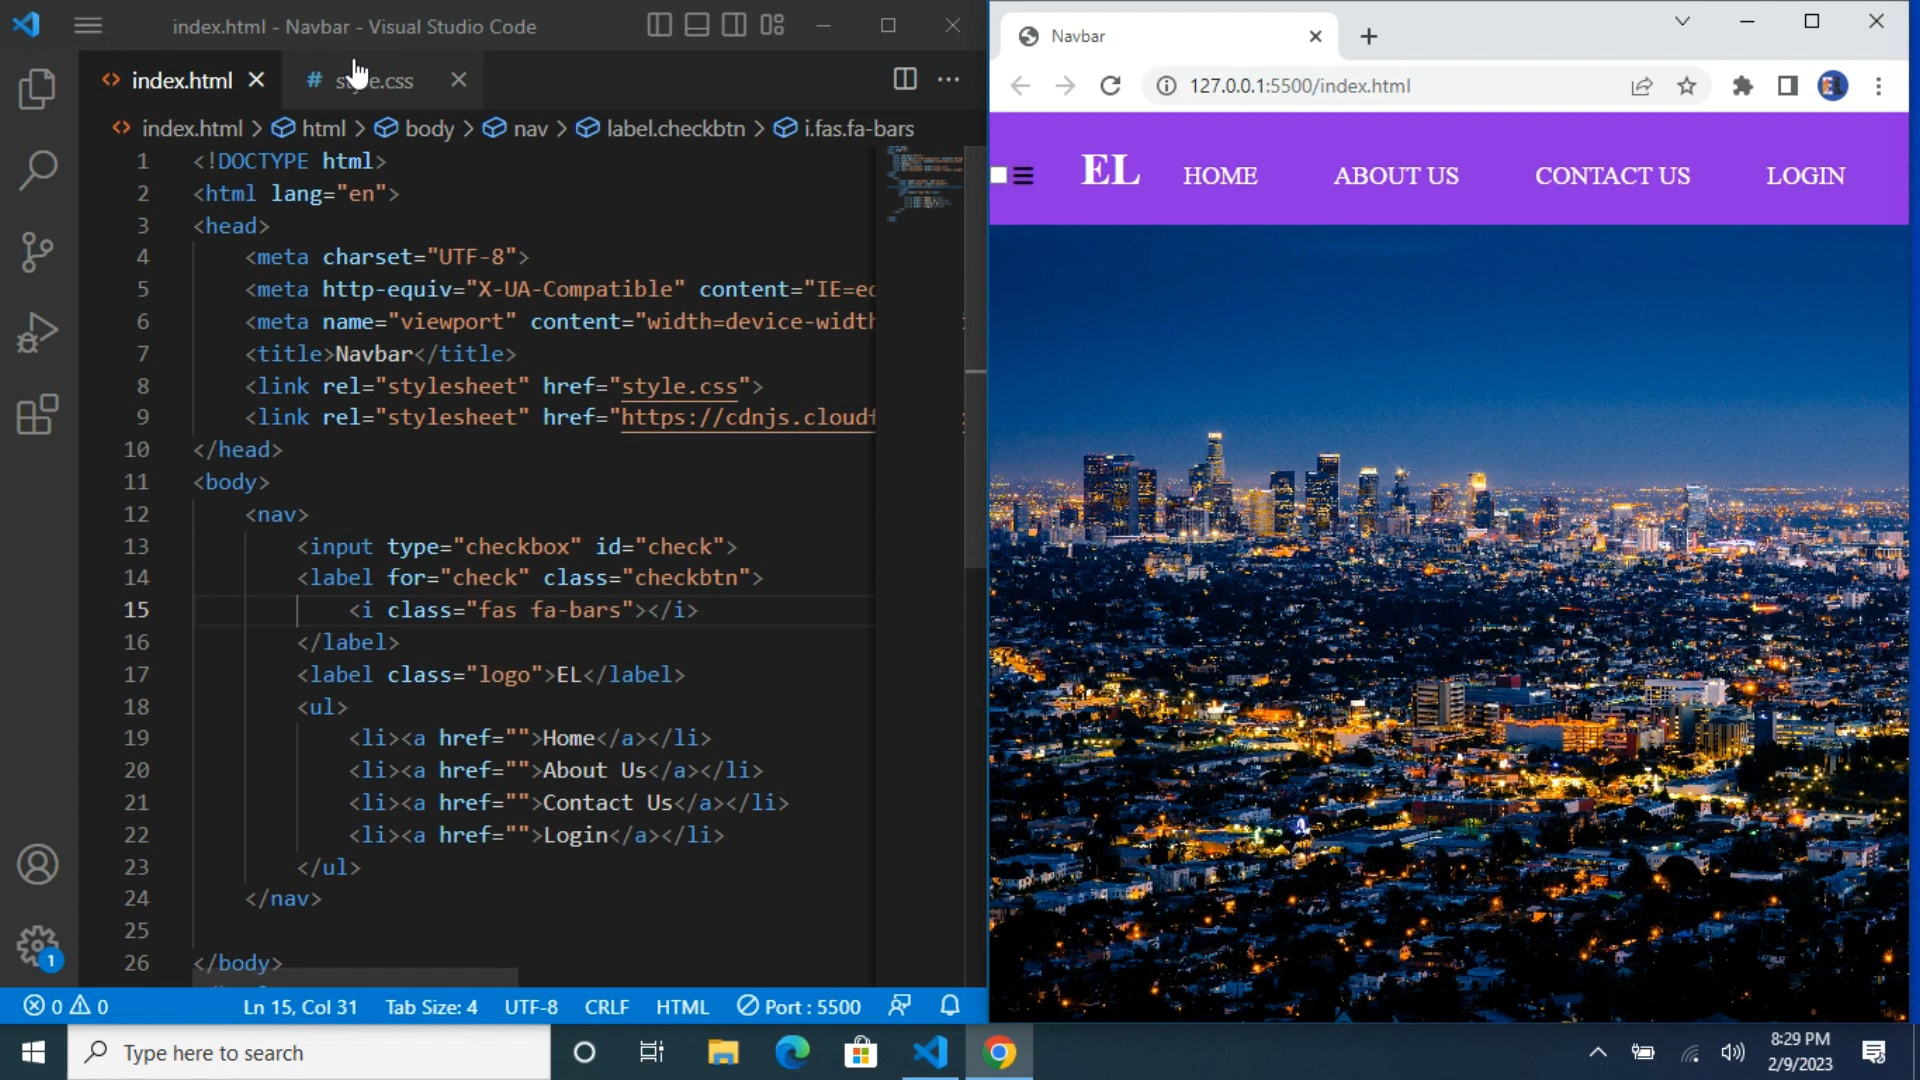 index.html - Navbar - Visual Studio Code
<> index.html
# style.css
<> index.html > html > body > nav > label.checkbtn > i.fas.fa-bars
1 <!DOCTYPE html>
2 <html lang="en">
3 <head>
4 <meta charset="UTF-8">
5 <meta http-equiv="X-UA-Compatible" content="IE=ed
6 <meta name="viewport" content="width=device-width
7 <title>Navbar</title>
8 <link rel="stylesheet" href="style.css">
9 <link rel="stylesheet" href="https://cdnjs.cloudf
10 </head>
11 <body>
12 <nav>
13 <input type="checkbox" id="check">
14 <label for="check" class="checkbtn">
15 <i class="fas fa-bars"></i>
16 </label>
17 <label class="logo">EL</label>
18 <ul>
19 <li><a href="">Home</a></li>
20 <li><a href="">About Us</a></li>
21 <li><a href="">Contact Us</a></li>
22 <li><a href="">Login</a></li>
23 </ul>
24 </nav>
25
26 </body>
1
0 0 Ln 15, Col 31 Tab Size: 4 UTF-8 CRLF HTML Port : 5500
Navbar
127.0.0.1:5500/index.html
EL HOME ABOUT US CONTACT US LOGIN
Type here to search
8:29 PM
2/9/2023